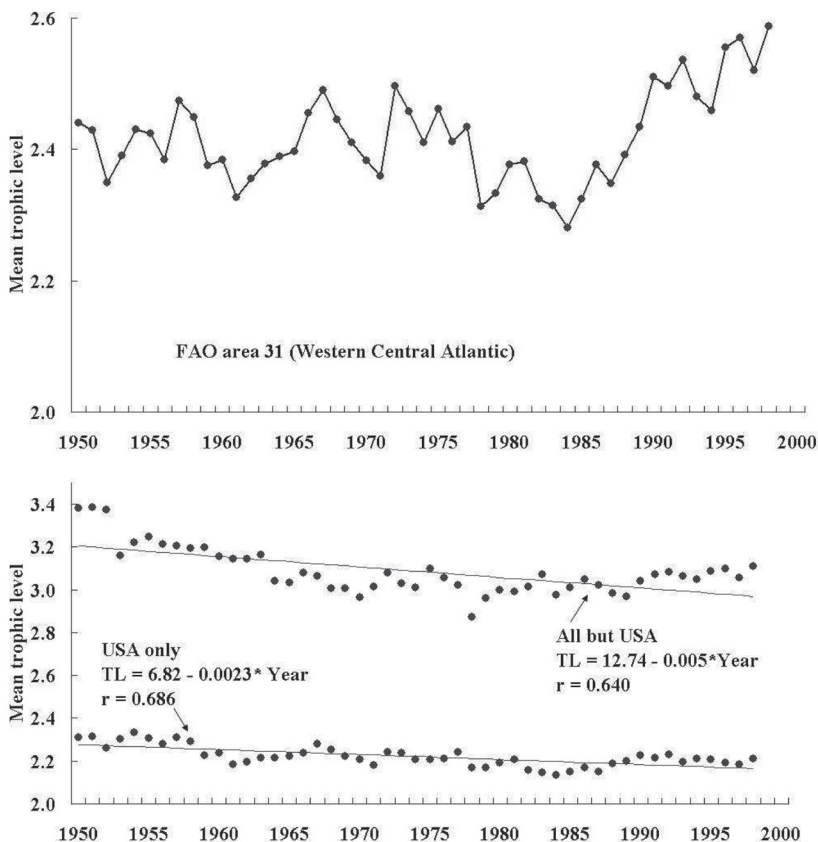 2.6
2.4
2.2
2.0
Mean trophic level
FAO area 31 (Western Central Atlantic)
1950 1955 1960 1965 1970 1975 1980 1985 1990 1995 2000
3.4
3.2
3.0
2.8
2.6
2.4
2.2
2.0
Mean trophic level
USA only
TL = 6.82 - 0.0023* Year
r = 0.686
All but USA
TL = 12.74 - 0.005*Year
r = 0.640
1950 1955 1960 1965 1970 1975 1980 1985 1990 1995 2000